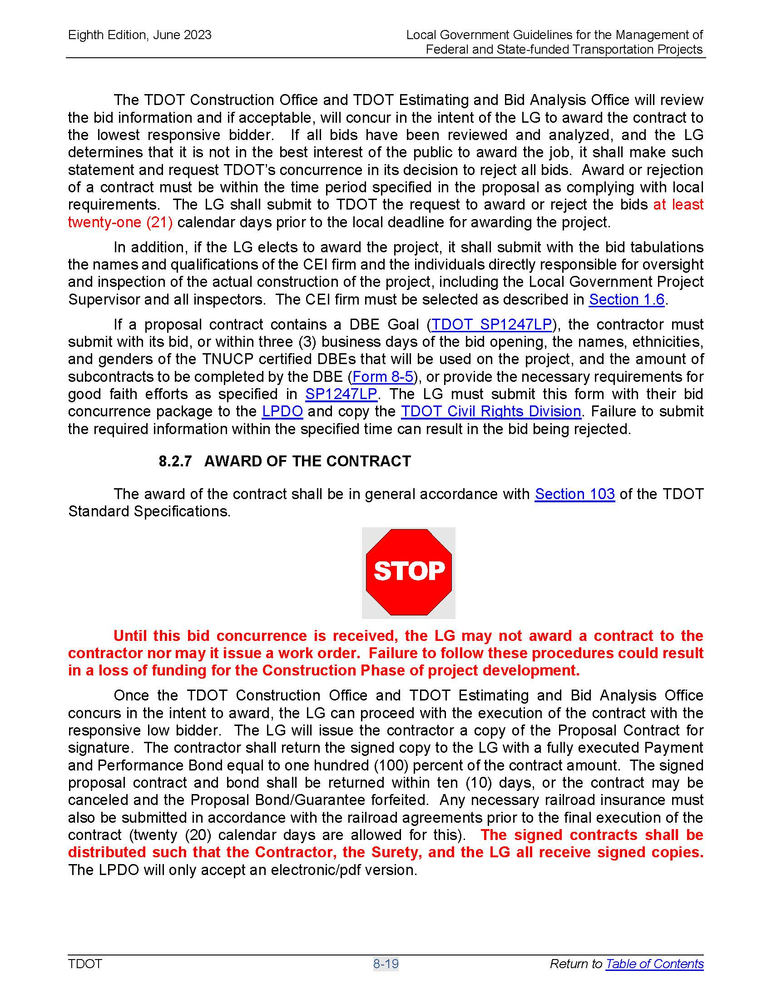 Eighth Edition, June 2023
Local Government Guidelines for the Management of
Federal and State-funded Transportation Projects
The TDOT Construction Office and TDOT Estimating and Bid Analysis Office will review
the bid information and if acceptable, will concur in the intent of the LG to award the contract to
the lowest responsive bidder. If all bids have been reviewed and analyzed, and the LG
determines that it is not in the best interest of the public to award the job, it shall make such
statement and request TDOT’s concurrence in its decision to reject all bids. Award or rejection
of a contract must be within the time period specified in the proposal as complying with local
requirements. The LG shall submit to TDOT the request to award or reject the bids at least
twenty-one (21) calendar days prior to the local deadline for awarding the project.
In addition, if the LG elects to award the project, it shall submit with the bid tabulations
the names and qualifications of the CEI firm and the individuals directly responsible for oversight
and inspection of the actual construction of the project, including the Local Government Project
Supervisor and all inspectors. The CEI firm must be selected as described in Section 1.6.
If a proposal contract contains a DBE Goal (TDOT SP1247LP), the contractor must
submit with its bid, or within three (3) business days of the bid opening, the names, ethnicities,
and genders of the TNUCP certified DBEs that will be used on the project, and the amount of
subcontracts to be completed by the DBE (Form 8-5), or provide the necessary requirements for
good faith efforts as specified in SP1247LP. The LG must submit this form with their bid
concurrence package to the LPDO and copy the TDOT Civil Rights Division. Failure to submit
the required information within the specified time can result in the bid being rejected.
8.2.7 AWARD OF THE CONTRACT
The award of the contract shall be in general accordance with Section 103 of the TDOT
Standard Specifications.
STOP
Until this bid concurrence is received, the LG may not award a contract to the
contractor nor may it issue a work order. Failure to follow these procedures could result
in a loss of funding for the Construction Phase of project development.
Once the TDOT Construction Office and TDOT Estimating and Bid Analysis Office
concurs in the intent to award, the LG can proceed with the execution of the contract with the
responsive low bidder. The LG will issue the contractor a copy of the Proposal Contract for
signature. The contractor shall return the signed copy to the LG with a fully executed Payment
and Performance Bond equal to one hundred (100) percent of the contract amount. The signed
proposal contract and bond shall be returned within ten (10) days, or the contract may be
canceled and the Proposal Bond/Guarantee forfeited. Any necessary railroad insurance must
also be submitted in accordance with the railroad agreements prior to the final execution of the
contract (twenty (20) calendar days are allowed for this). The signed contracts shall be
distributed such that the Contractor, the Surety, and the LG all receive signed copies.
The LPDO will only accept an electronic/pdf version.
TDOT
8-19
Return to Table of Contents